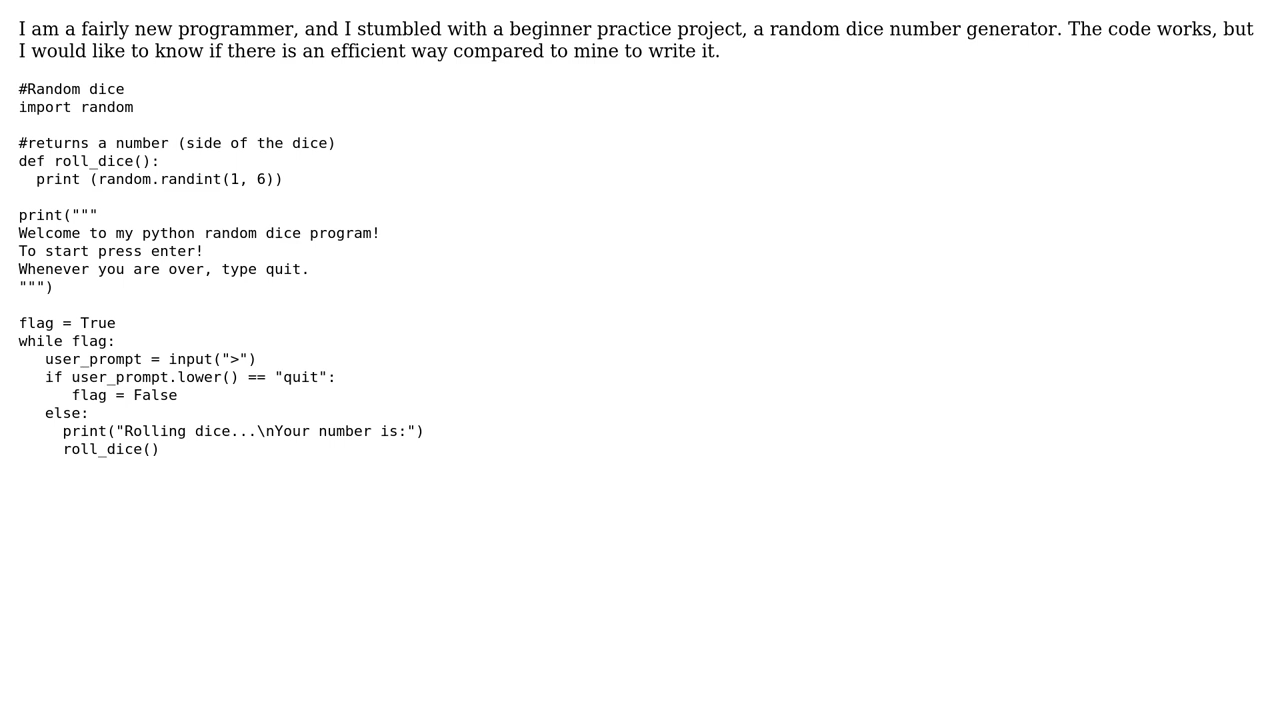 I am a fairly new programmer, and I stumbled with a beginner practice project, a random dice number generator. The code works, but
I would like to know if there is an efficient way compared to mine to write it.
#Random dice
import random
#returns a number (side of the dice)
def roll_dice():
  print (random.randint(1, 6))
print("""
Welcome to my python random dice program!
To start press enter!
Whenever you are over, type quit.
""")
flag = True
while flag:
   user_prompt = input(">")
   if user_prompt.lower() == "quit":
      flag = False
   else:
     print("Rolling dice...\nYour number is:")
     roll_dice()